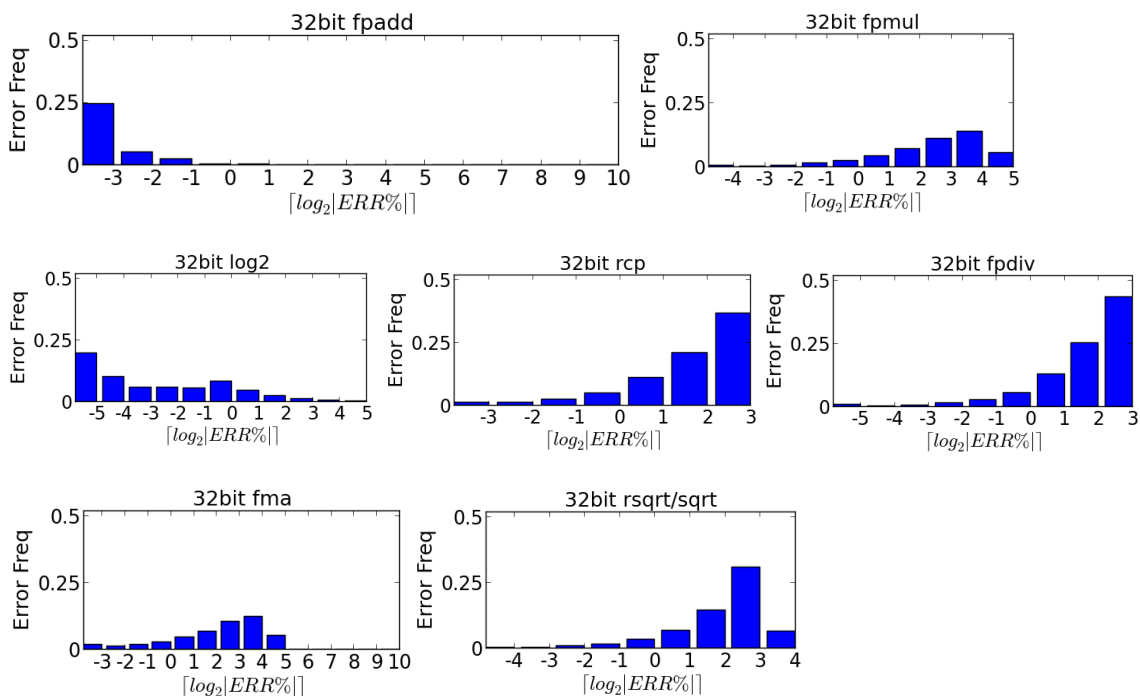 32bit fpadd
Error Freq
0.5
0.25
0
-3 -2 -1 0 1 2 3 4 5 6 7 8 9 10
⌈log₂|ERR%|⌉
32bit fpmul
Error Freq
0.5
0.25
0
-4 -3 -2 -1 0 1 2 3 4 5
⌈log₂|ERR%|⌉
32bit log2
Error Freq
0.5
0.25
0
-5 -4 -3 -2 -1 0 1 2 3 4 5
⌈log₂|ERR%|⌉
32bit rcp
Error Freq
0.5
0.25
0
-3 -2 -1 0 1 2 3
⌈log₂|ERR%|⌉
32bit fpdiv
Error Freq
0.5
0.25
0
-5 -4 -3 -2 -1 0 1 2 3
⌈log₂|ERR%|⌉
32bit fma
Error Freq
0.5
0.25
0
-3 -2 -1 0 1 2 3 4 5 6 7 8 9 10
⌈log₂|ERR%|⌉
32bit rsqrt/sqrt
Error Freq
0.5
0.25
0
-4 -3 -2 -1 0 1 2 3 4
⌈log₂|ERR%|⌉